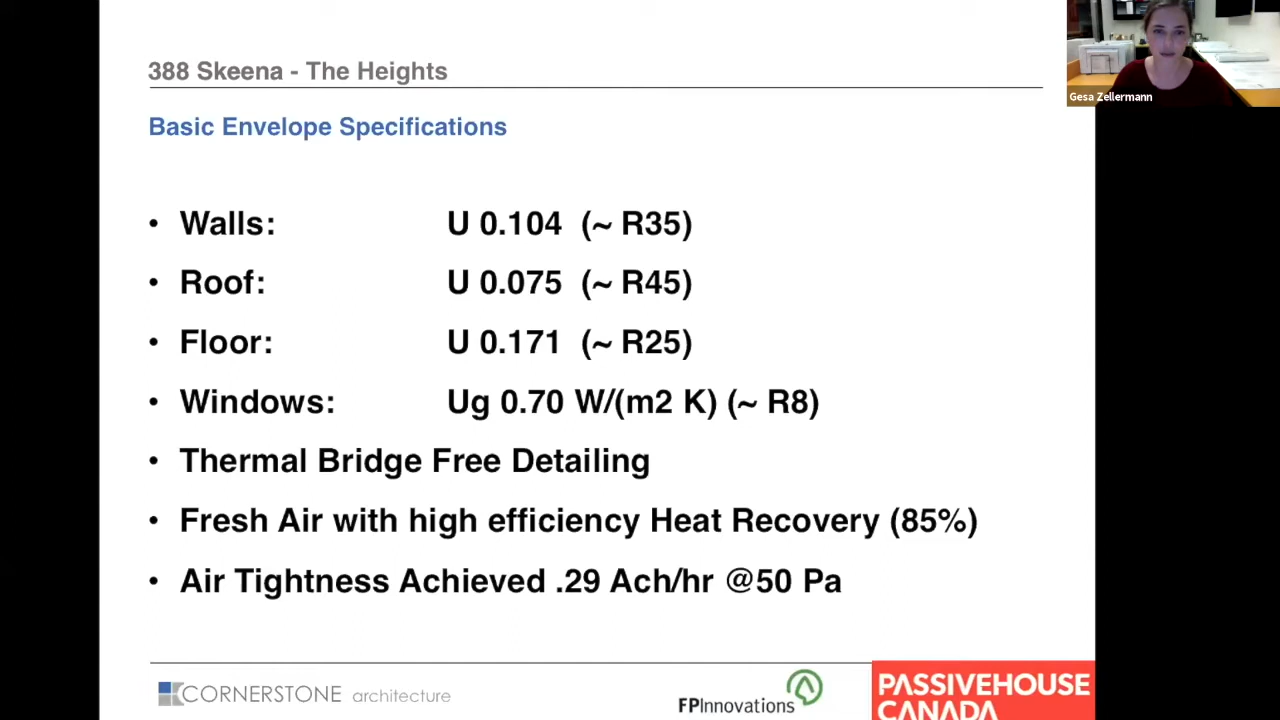 388 Skeena - The Heights
Gesa Zellermann
Basic Envelope Specifications
• Walls: U 0.104 (~ R35)
• Roof: U 0.075 (~ R45)
• Floor: U 0.171 (~ R25)
• Windows: Ug 0.70 W/(m2 K) (~ R8)
• Thermal Bridge Free Detailing
• Fresh Air with high efficiency Heat Recovery (85%)
• Air Tightness Achieved .29 Ach/hr @50 Pa
CORNERSTONE architecture
FPInnovations
PASSIVEHOUSE
CANADA